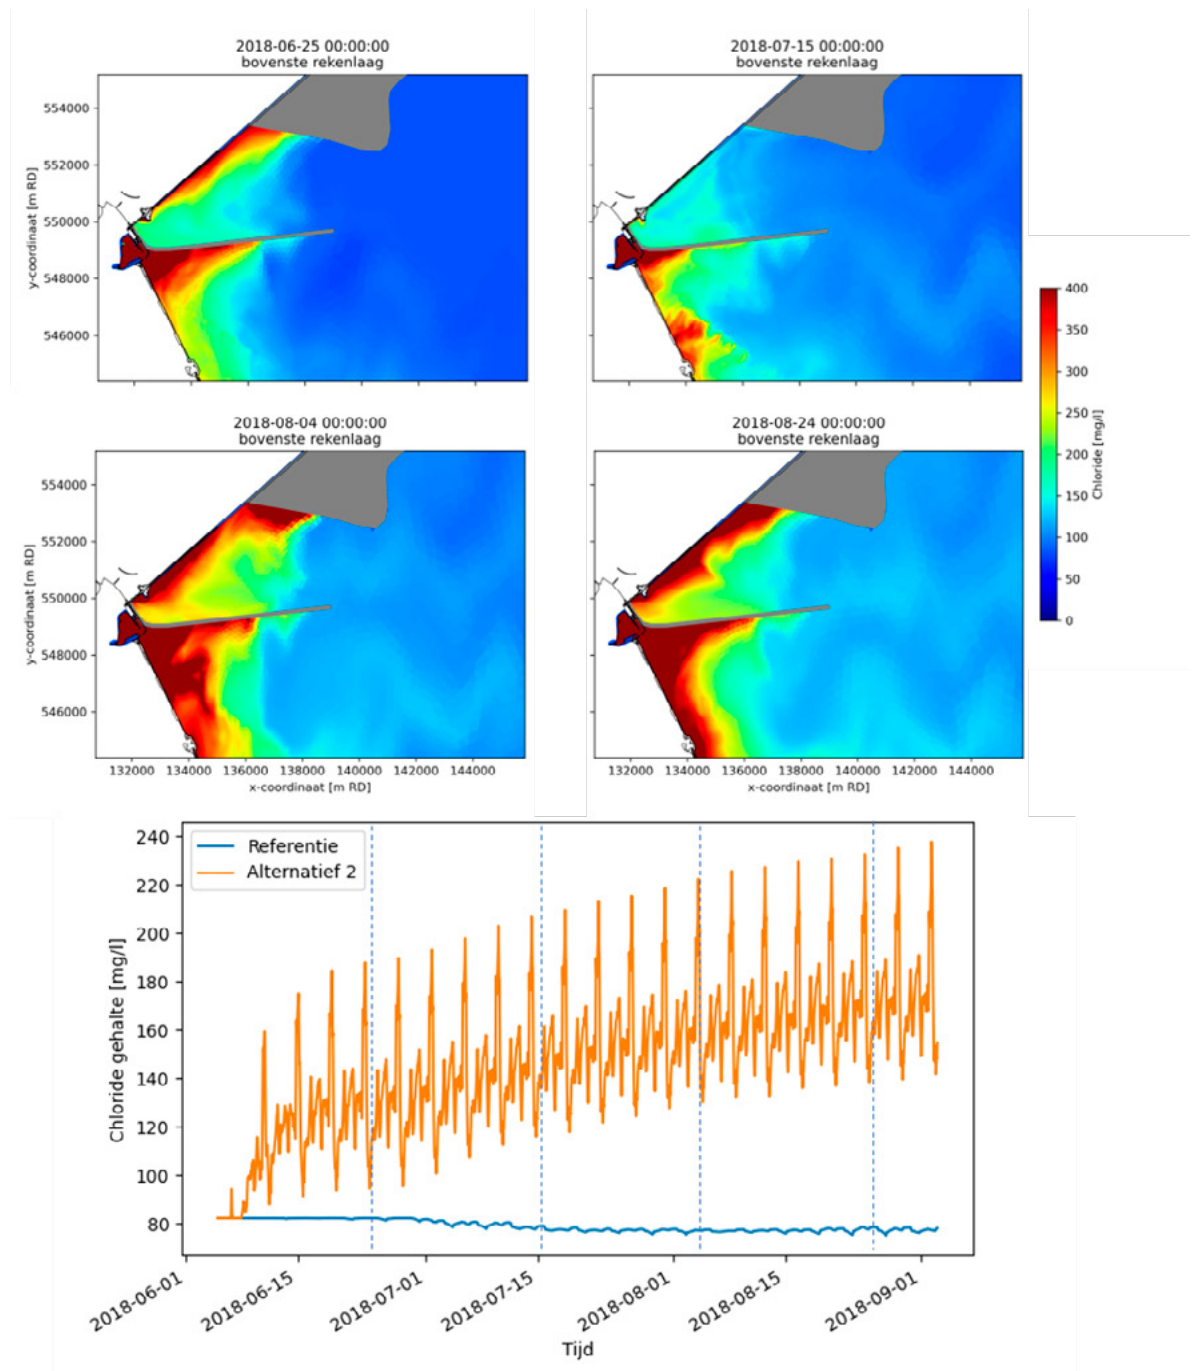 2018-06-25 00:00:00
bovenste rekenlaag
2018-07-15 00:00:00
bovenste rekenlaag
554000
552000
550000
548000
546000
y-coordinaat [m RD]
400
350
300
250
200
150
100
50
0
Chloride [mg/l]
2018-08-04 00:00:00
bovenste rekenlaag
2018-08-24 00:00:00
bovenste rekenlaag
554000
552000
550000
548000
546000
y-coordinaat [m RD]
132000 134000 136000 138000 140000 142000 144000
x-coordinaat [m RD]
132000 134000 136000 138000 140000 142000 144000
x-coordinaat [m RD]
Referentie
Alternatief 2
240
220
200
180
160
140
120
100
80
Chloride gehalte [mg/l]
2018-06-01 2018-06-15 2018-07-01 2018-07-15 2018-08-01 2018-08-15 2018-09-01
Tijd